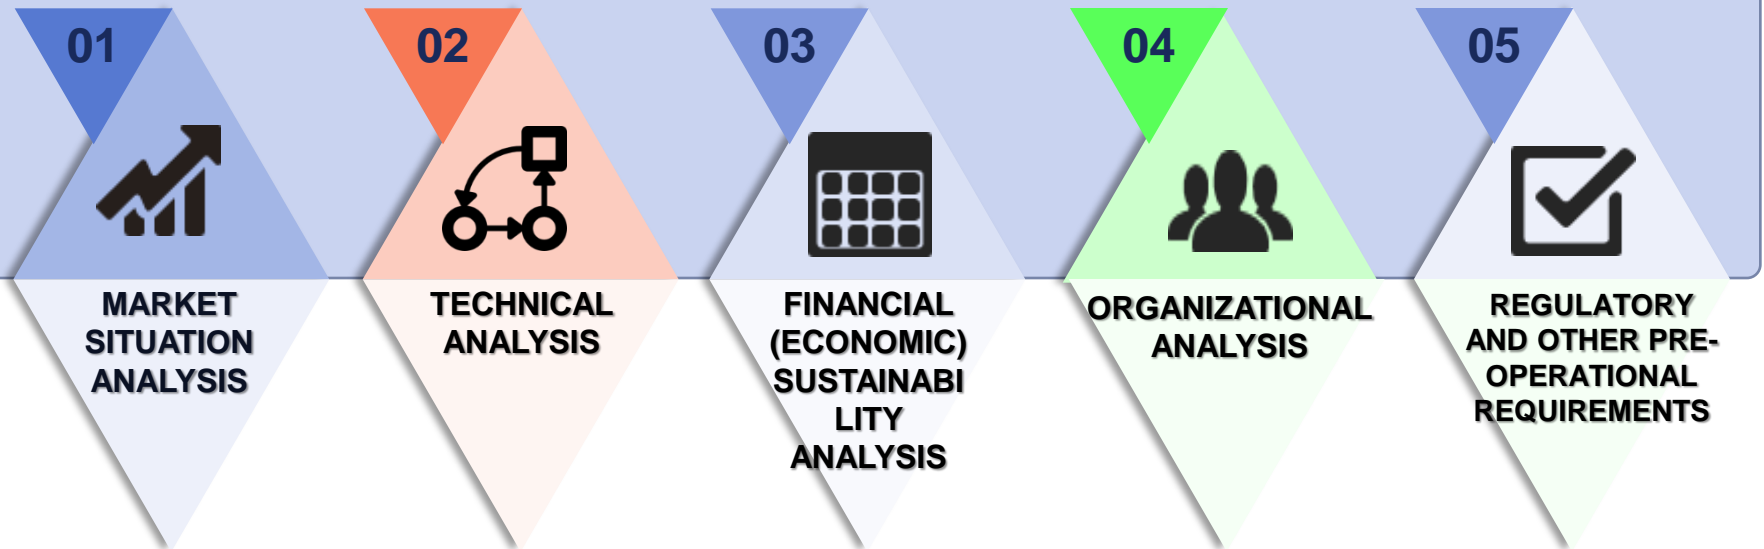 01
MARKET
SITUATION
ANALYSIS
02
TECHNICAL
ANALYSIS
03
FINANCIAL
(ECONOMIC)
SUSTAINABI
LITY
ANALYSIS
04
ORGANIZATIONAL
ANALYSIS
05
REGULATORY
AND OTHER PRE-
OPERATIONAL
REQUIREMENTS